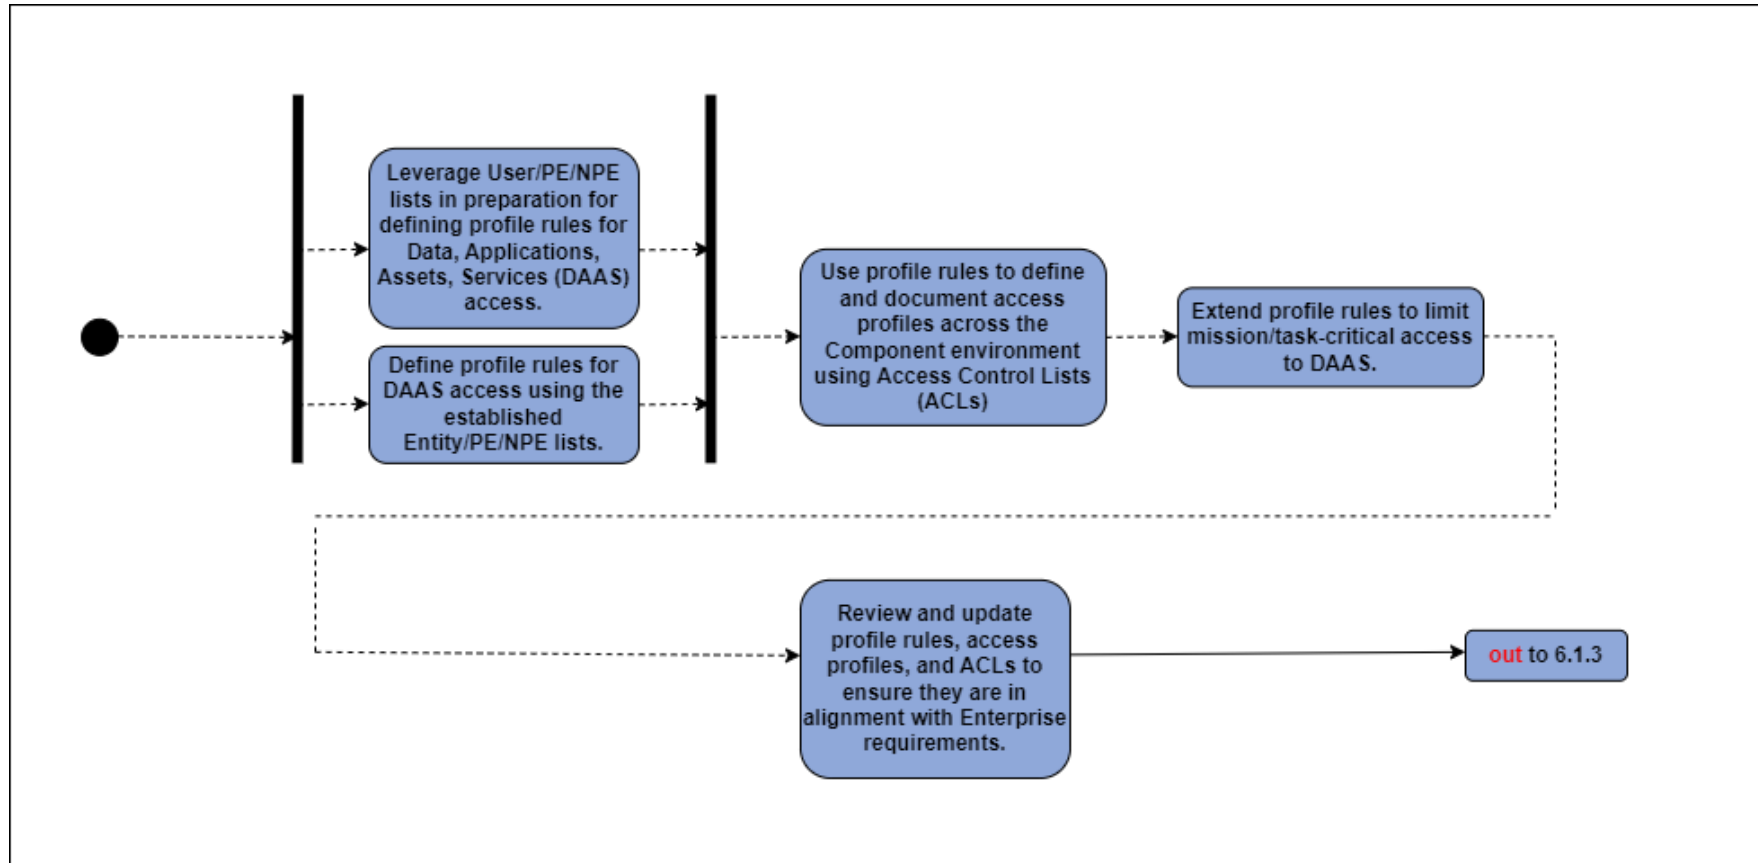 Leverage User/PE/NPE
lists in preparation for
defining profile rules for
Data, Applications,
Assets, Services (DAAS)
access.
Define profile rules for
DAAS access using the
established
Entity/PE/NPE lists.
Use profile rules to define
and document access
profiles across the
Component environment
using Access Control Lists
(ACLs)
Extend profile rules to limit
mission/task-critical access
to DAAS.
Review and update
profile rules, access
profiles, and ACLs to
ensure they are in
alignment with Enterprise
requirements.
out to 6.1.3